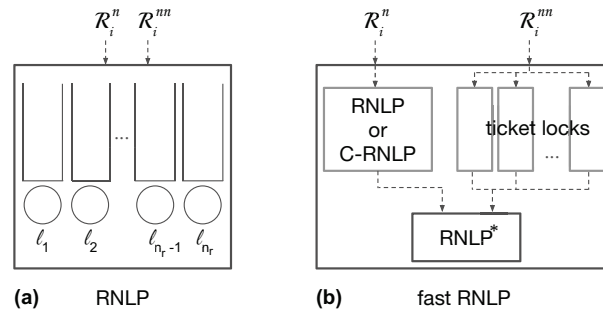 R_i^n R_i^nn
...
ℓ_1 ℓ_2 ℓ_{n_r -1} ℓ_{n_r}
(a) RNLP
R_i^n R_i^nn
RNLP
or
C-RNLP
ticket locks
...
RNLP*
(b) fast RNLP